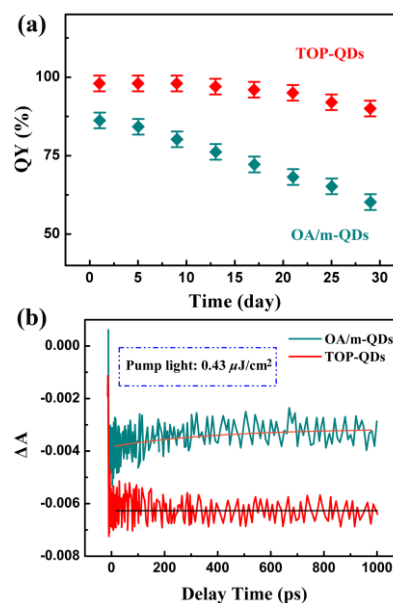 (a)
TOP-QDs
100
75
50
QY (%)
OA/m-QDs
0 5 10 15 20 25 30
Time (day)
(b)
OA/m-QDs
TOP-QDs
Pump light: 0.43 μJ/cm²
0.000
-0.002
-0.004
-0.006
-0.008
ΔA
0 200 400 600 800 1000
Delay Time (ps)